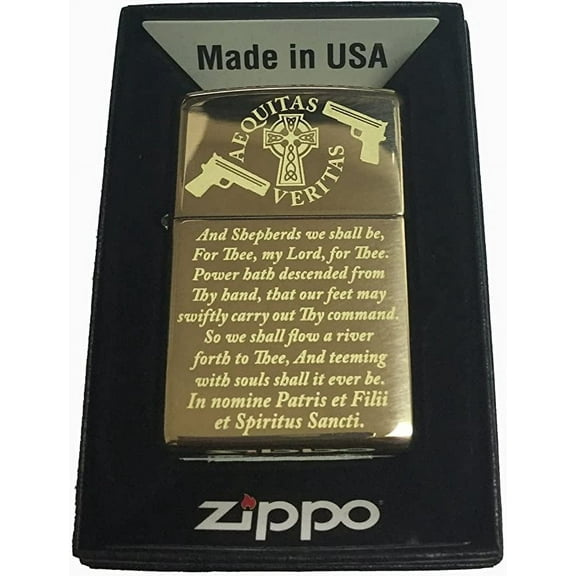 Made in USA
AEQUITAS
VERITAS
And Shepherds we shall be,
For Thee, my Lord, for Thee.
Power hath descended from
Thy hand, that our feet may
swiftly carry out Thy command.
So we shall flow a river
forth to Thee, And teeming
with souls shall it ever be.
In nomine Patris et Filii
et Spiritus Sancti.
zippo